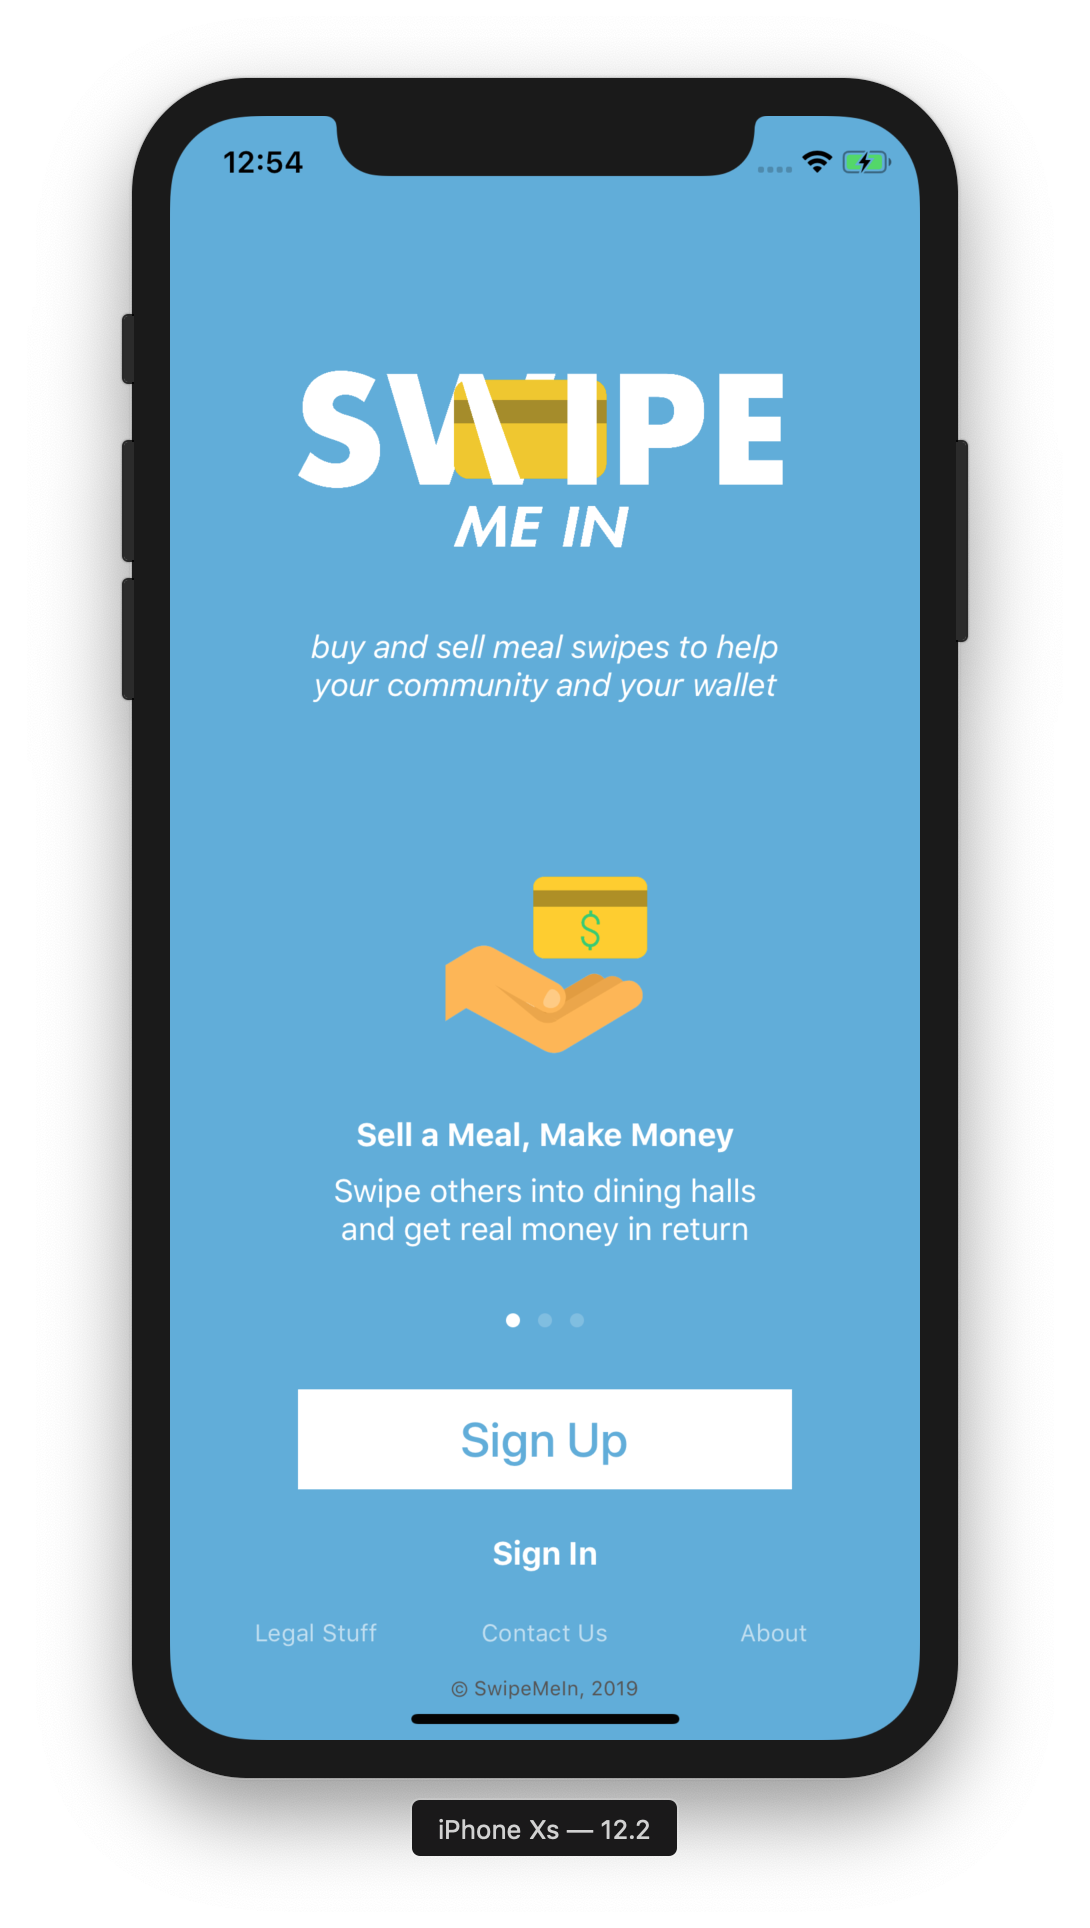 12:54
SWIPE
ME IN
buy and sell meal swipes to help
your community and your wallet
$
Sell a Meal, Make Money
Swipe others into dining halls
and get real money in return
Sign Up
Sign In
Legal Stuff Contact Us About
© SwipeMeIn, 2019
iPhone Xs — 12.2